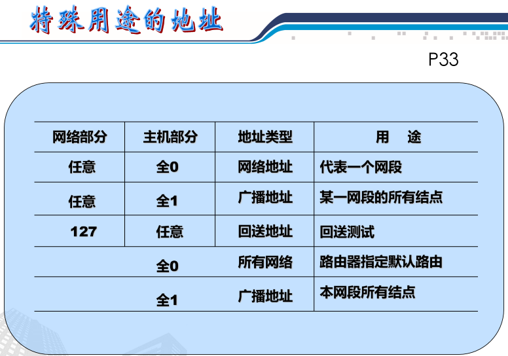 特殊用途的地址
P33
网络部分 主机部分 地址类型 用 途
任意 全0 网络地址 代表一个网段
任意 全1 广播地址 某一网段的所有结点
127 任意 回送地址 回送测试
全0 所有网络 路由器指定默认路由
全1 广播地址 本网段所有结点